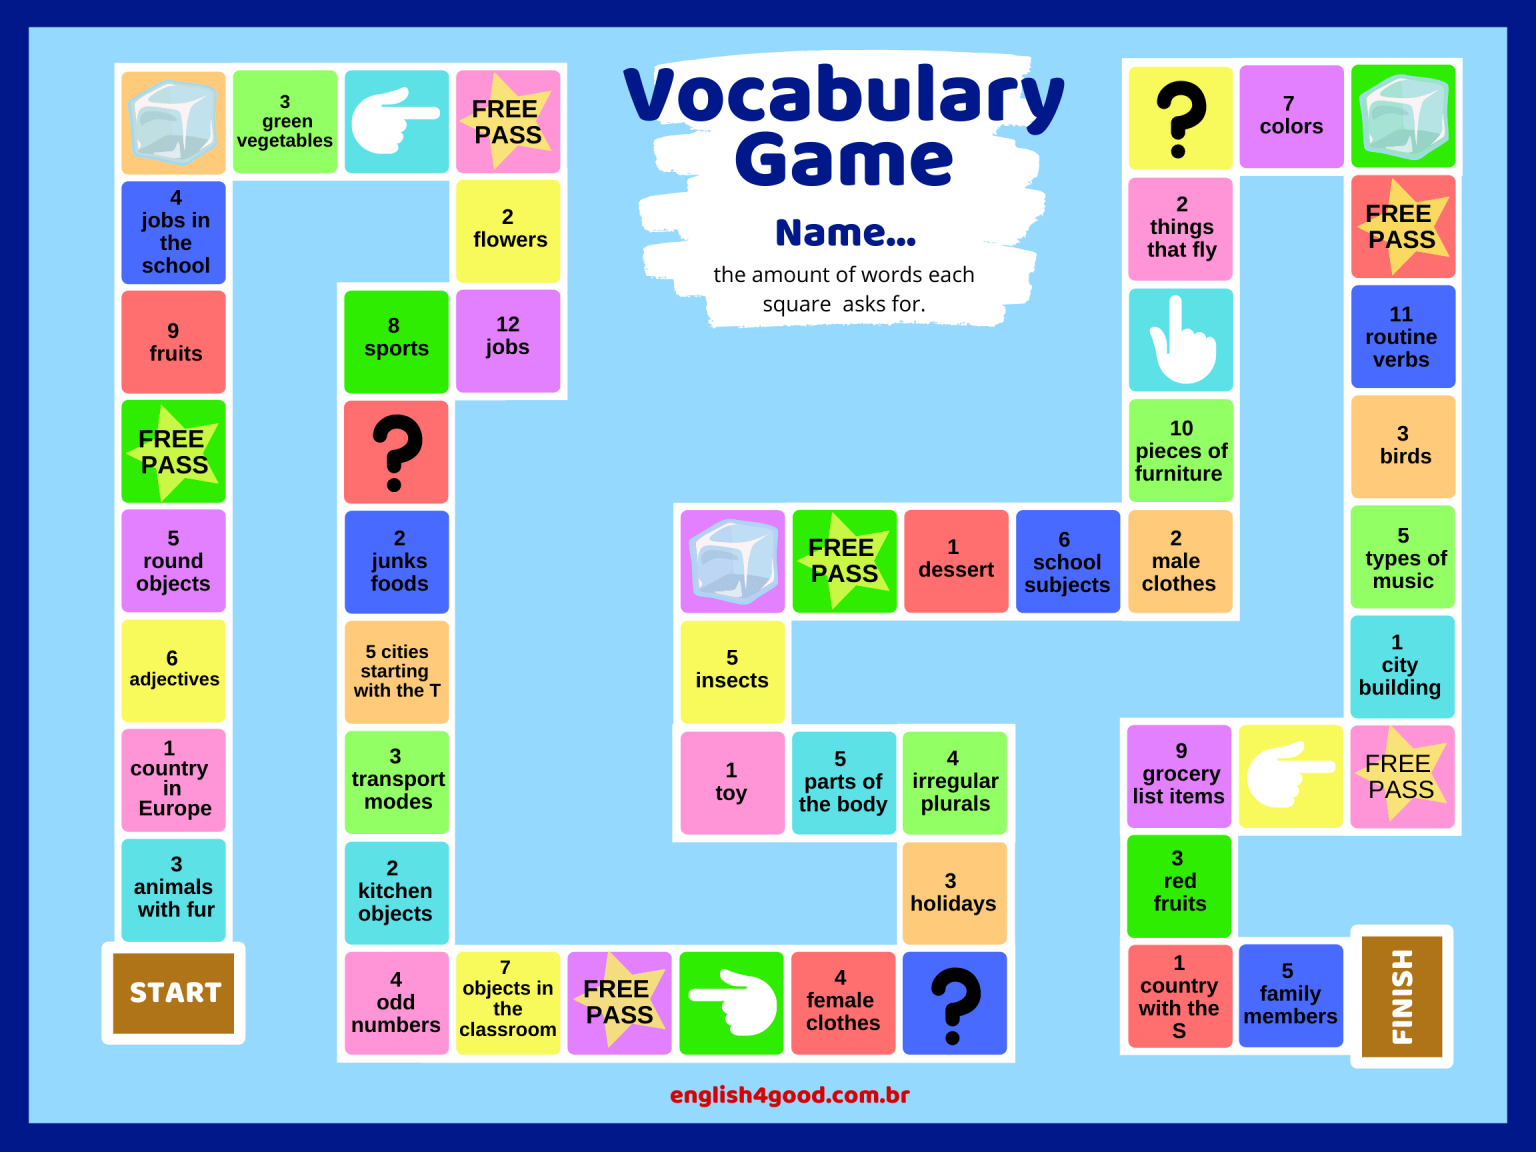 Vocabulary
Game
Name...
the amount of words each
square asks for.
START
3
animals
with fur
1
country
in
Europe
6
adjectives
5
round
objects
FREE
PASS
9
fruits
4
jobs in
the
school
3
green
vegetables
FREE
PASS
2
flowers
12
jobs
8
sports
?
2
junks
foods
5 cities
starting
with the T
3
transport
modes
2
kitchen
objects
4
odd
numbers
7
objects in
the
classroom
FREE
PASS
4
female
clothes
?
3
holidays
4
irregular
plurals
5
parts of
the body
1
toy
5
insects
FREE
PASS
1
dessert
6
school
subjects
2
male
clothes
10
pieces of
furniture
2
things
that fly
?
7
colors
FREE
PASS
11
routine
verbs
3
birds
5
types of
music
1
city
building
FREE
PASS
9
grocery
list items
3
red
fruits
1
country
with the
S
5
family
members
FINISH
english4good.com.br